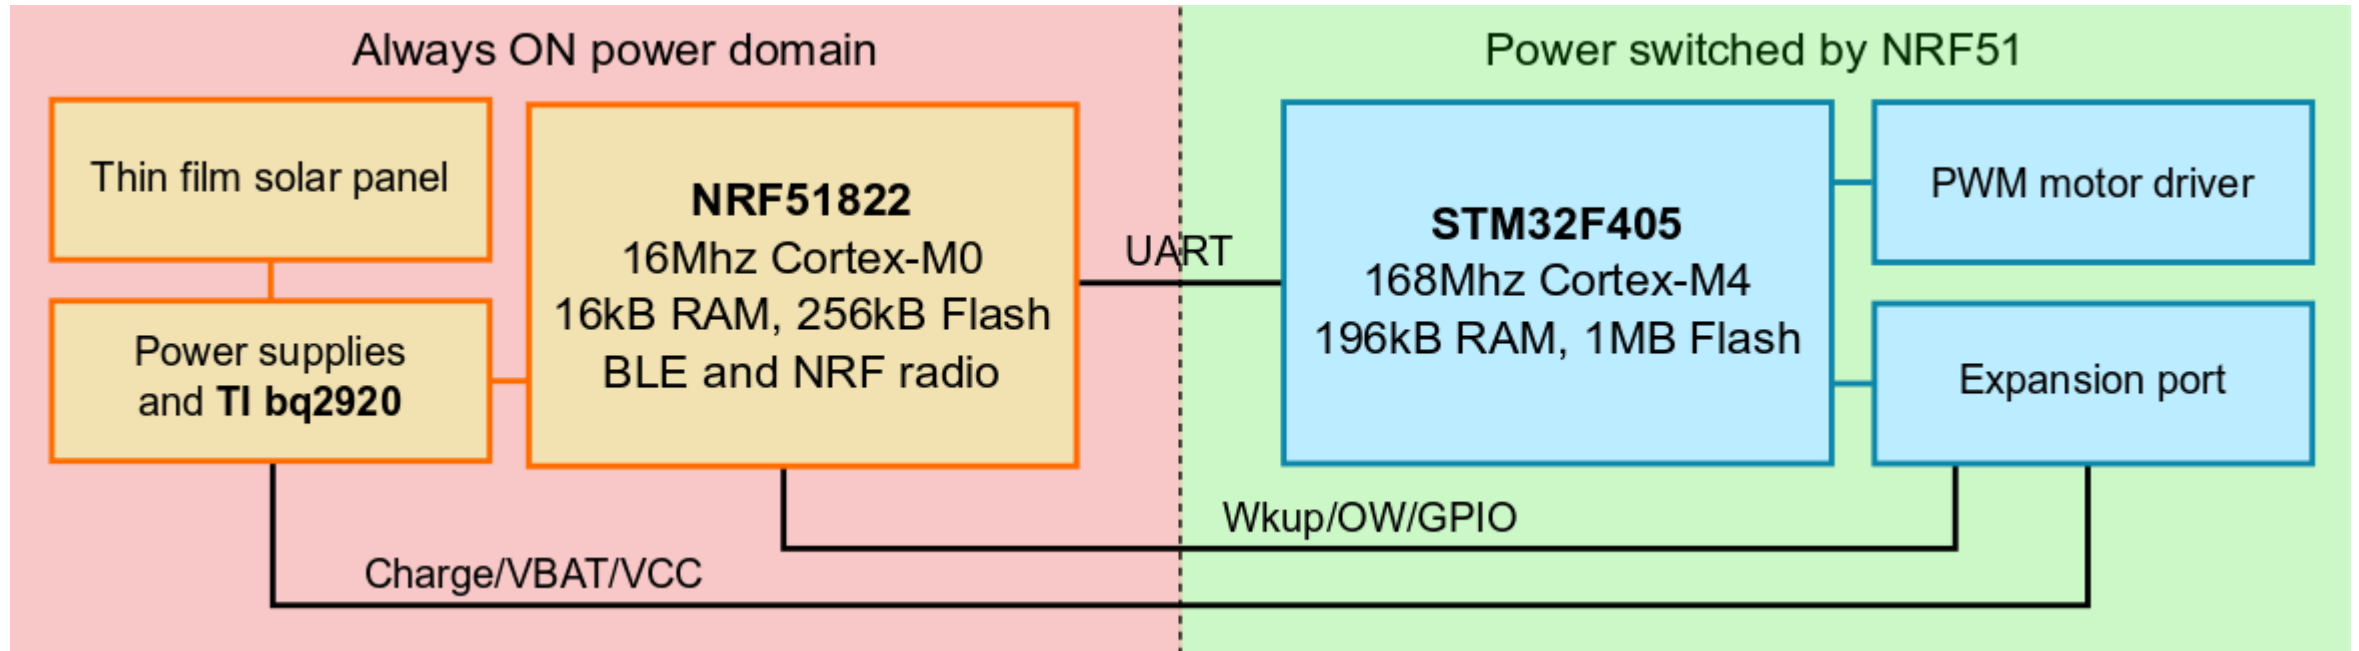 Always ON power domain
Power switched by NRF51
Thin film solar panel
Power supplies
and TI bq2920
NRF51822
16Mhz Cortex-M0
16kB RAM, 256kB Flash
BLE and NRF radio
UART
STM32F405
168Mhz Cortex-M4
196kB RAM, 1MB Flash
PWM motor driver
Expansion port
Wkup/OW/GPIO
Charge/VBAT/VCC